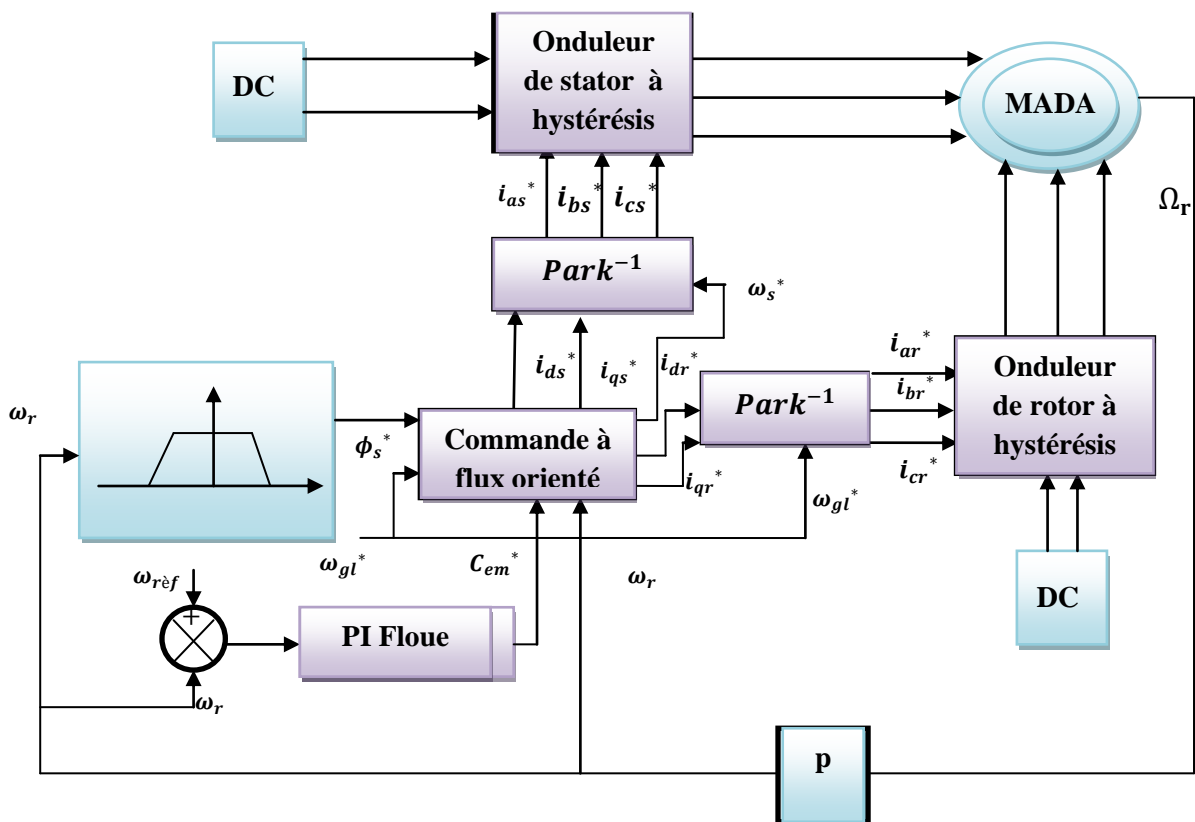 DC
Onduleur
de stator à
hystérésis
MADA
i_as*
i_bs*
i_cs*
Ω_r
Park⁻¹
ω_s*
i_ds*
i_qs*
i_dr*
i_ar*
i_br*
i_cr*
Onduleur
de rotor à
hystérésis
Park⁻¹
ω_r
ϕ_s*
Commande à
flux orienté
i_qr*
ω_gl*
ω_gl*
C_em*
ω_r
DC
ω_rèf
+
PI Floue
ω_r
p